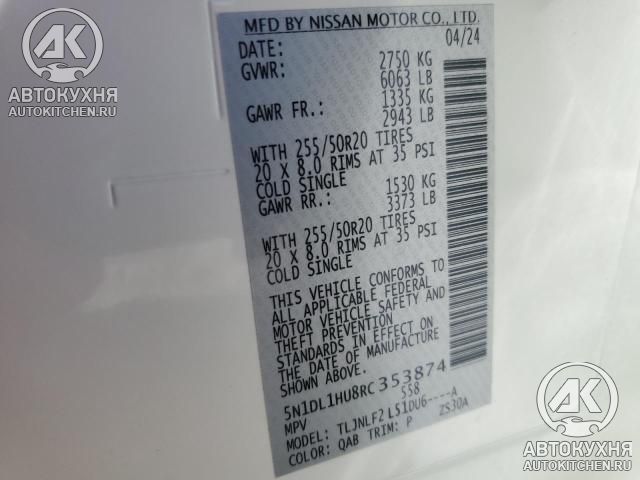 MFD BY NISSAN MOTOR CO., LTD.
DATE: 04/24
GVWR: 2750 KG
6063 LB
GAWR FR.: 1335 KG
2943 LB
WITH 255/50R20 TIRES
20 X 8.0 RIMS AT 35 PSI
COLD SINGLE
GAWR RR.: 1530 KG
3373 LB
WITH 255/50R20 TIRES
20 X 8.0 RIMS AT 35 PSI
COLD SINGLE
THIS VEHICLE CONFORMS TO
ALL APPLICABLE FEDERAL
MOTOR VEHICLE SAFETY AND
THEFT PREVENTION
STANDARDS IN EFFECT ON
THE DATE OF MANUFACTURE
5N1DL1HU8RC353874
MPV 558
MODEL: TLJNLF2 LS1DU6----A
COLOR: QAB TRIM: P ZS30A
АК
АВТОКУХНЯ
AUTOKITCHEN.RU
АК
АВТОКУХНЯ
AUTOKITCHEN.RU